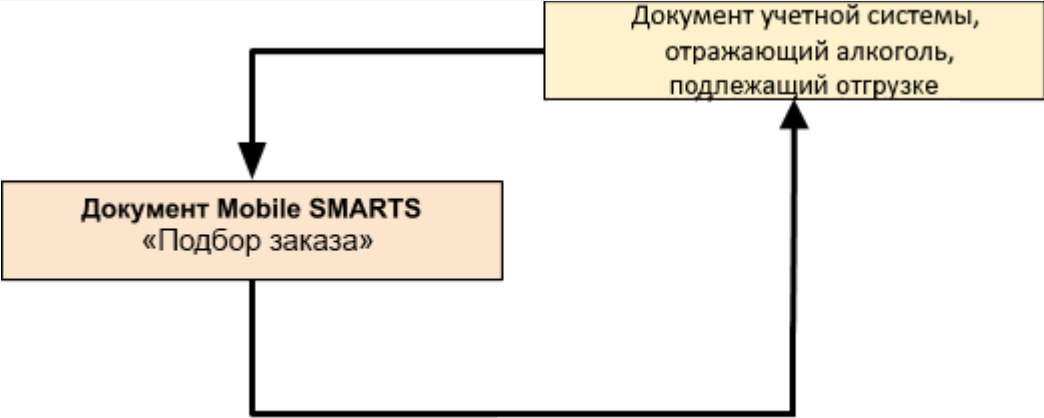 Документ учетной системы,
отражающий алкоголь,
подлежащий отгрузке
Документ Mobile SMARTS
«Подбор заказа»